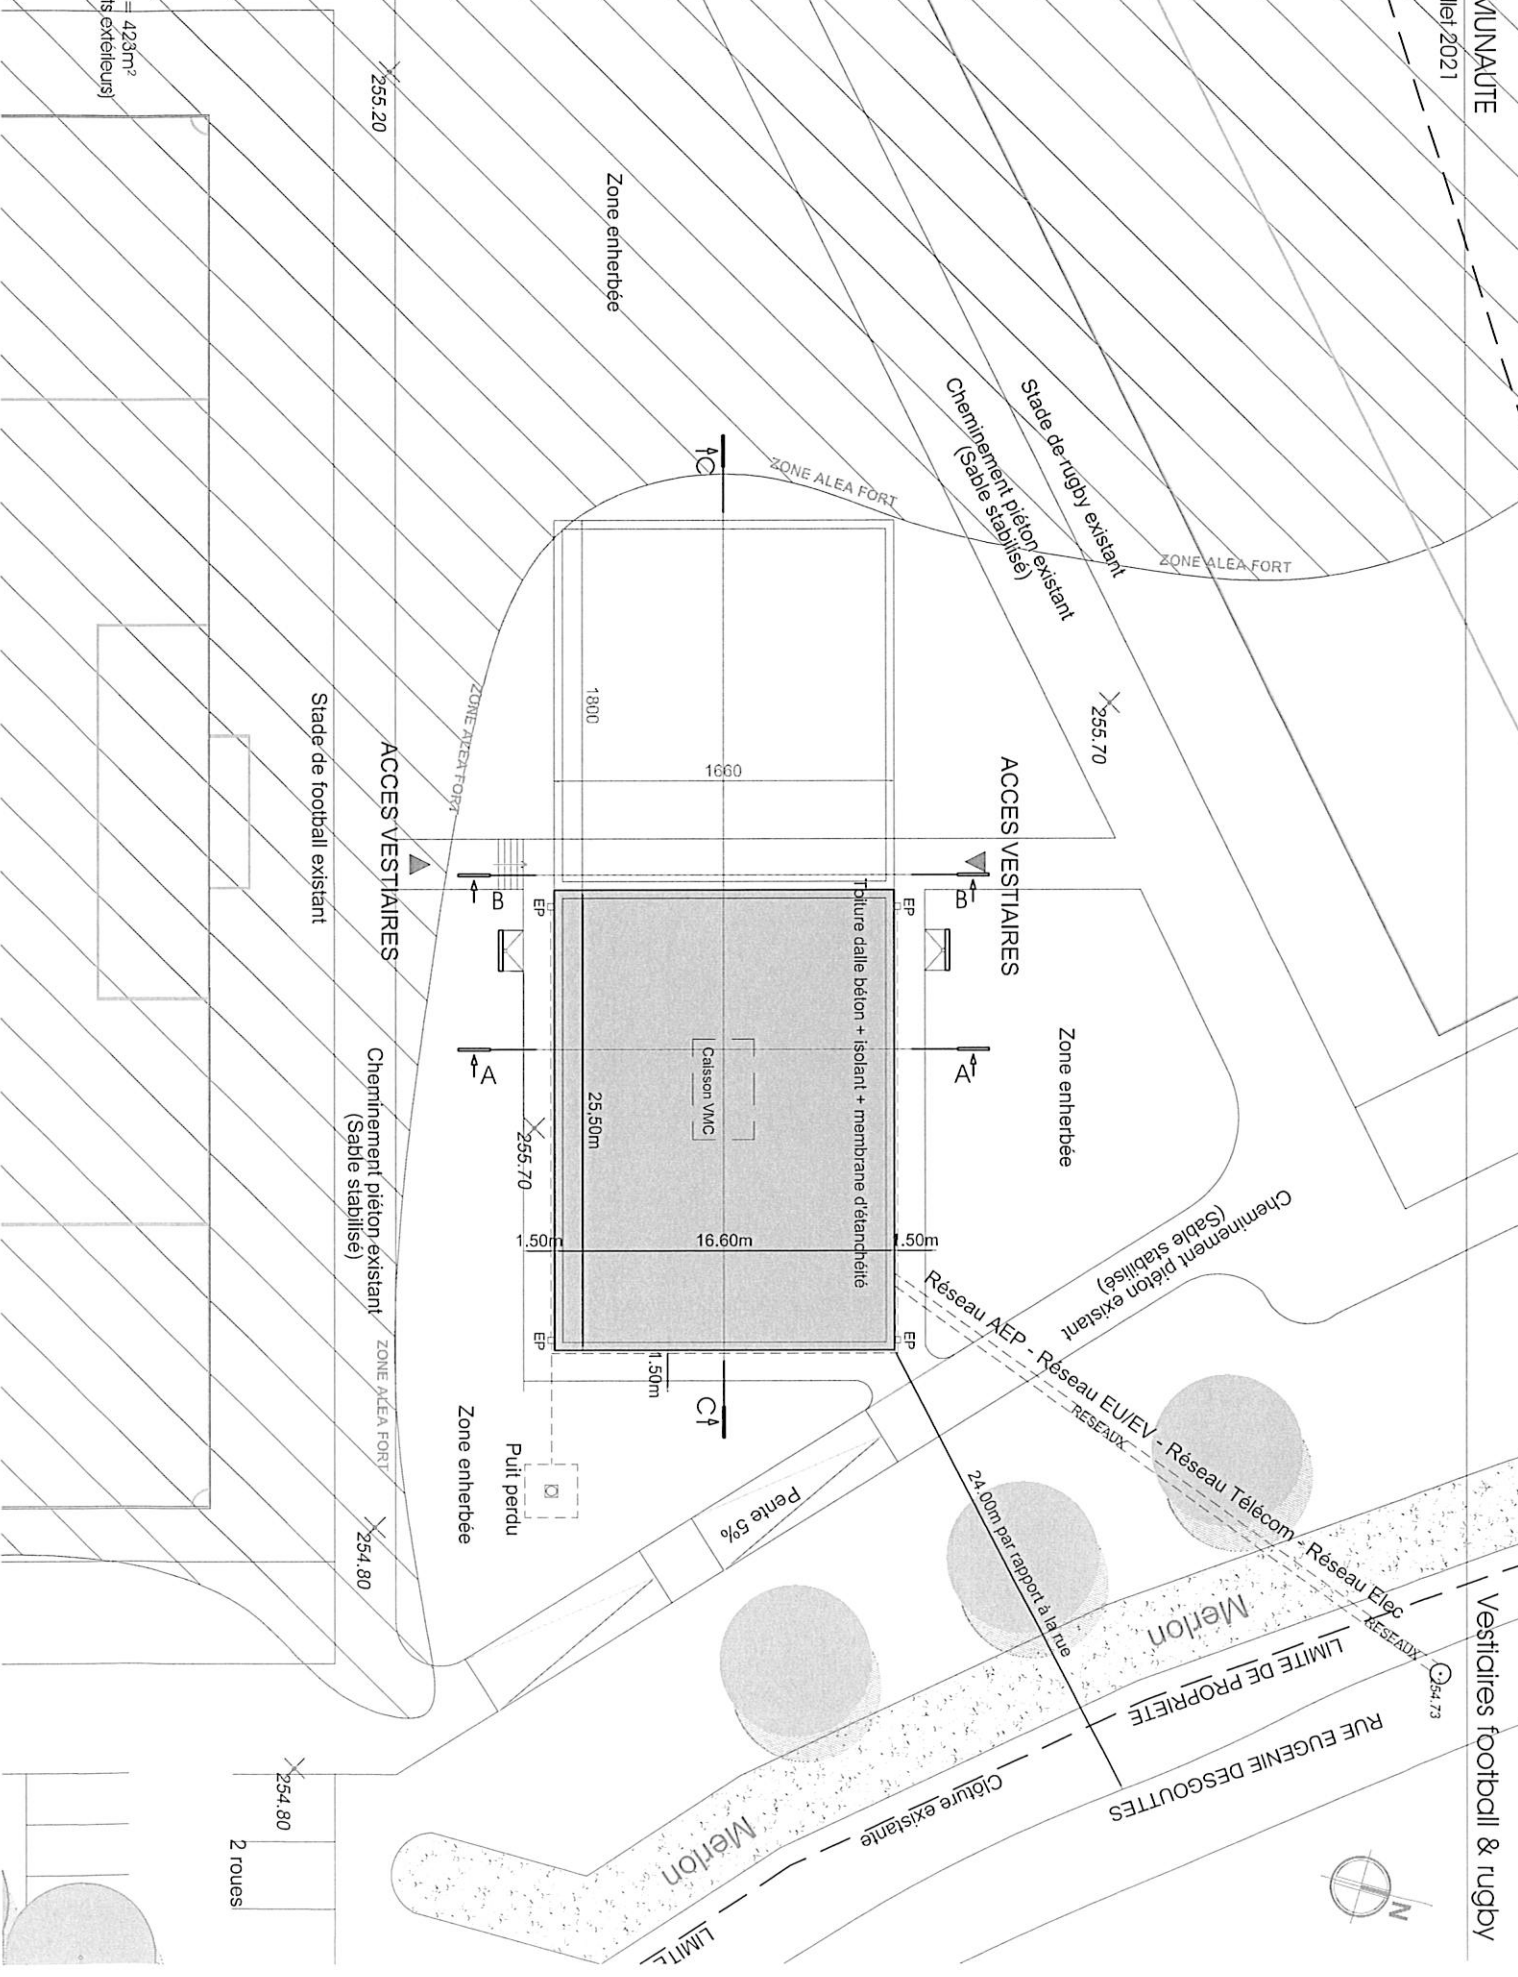 MUNAUTE
llet 2021
Vestiaires football & rugby
N
= 423m²
ts extérieurs)
255.20
Zone enherbée
C
ZONE ALEA FORT
Stade de rugby existant
Cheminement piéton existant
(Sable stabilisé)
ZONE ALEA FORT
255.70
1800
1660
ZONE ALEA FORT
Stade de football existant
ACCES VESTIAIRES
ACCES VESTIAIRES
B
B
EP
EP
Toiture dalle béton + isolant + membrane d'étanchéité
Caisson VMC
A
A
Zone enherbée
25,50m
255.70
1.50m
16.60m
1.50m
Cheminement piéton existant
(Sable stabilisé)
Cheminement piéton existant
(Sable stabilisé)
EP
EP
1.50m
C
ZONE ALEA FORT
Zone enherbée
Puit perdu
Pente 5%
254.80
Réseau AEP - Réseau EU/EV - Réseau Télécom - Réseau Elec
RESEAUX
RESEAUX
254.73
24.00m par rapport à la rue
Merlon
LIMITE DE PROPRIETE
RUE EUGENIE DESGOUTTES
Clôture existante
Merlon
LIMITE
254.80
2 roues